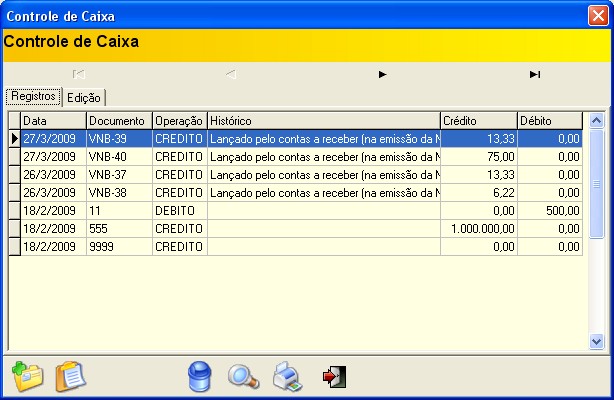 Controle de Caixa
Controle de Caixa
Registros Edição
Data Documento Operação Histórico Crédito Débito
27/3/2009 VNB-39 CREDITO Lançado pelo contas a receber (na emissão da N 13,33 0,00
27/3/2009 VNB-40 CREDITO Lançado pelo contas a receber (na emissão da N 75,00 0,00
26/3/2009 VNB-37 CREDITO Lançado pelo contas a receber (na emissão da N 13,33 0,00
26/3/2009 VNB-38 CREDITO Lançado pelo contas a receber (na emissão da N 6,22 0,00
18/2/2009 11 DEBITO 0,00 500,00
18/2/2009 555 CREDITO 1.000.000,00 0,00
18/2/2009 9999 CREDITO 0,00 0,00